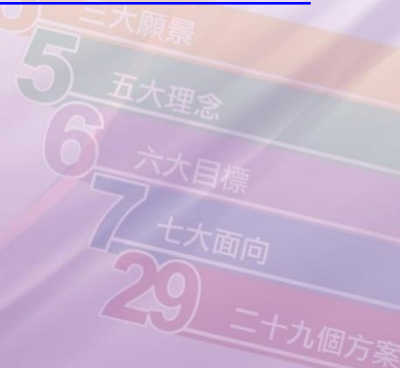 三大願景
5 五大理念
6 六大目標
7 七大面向
29 二十九個方案